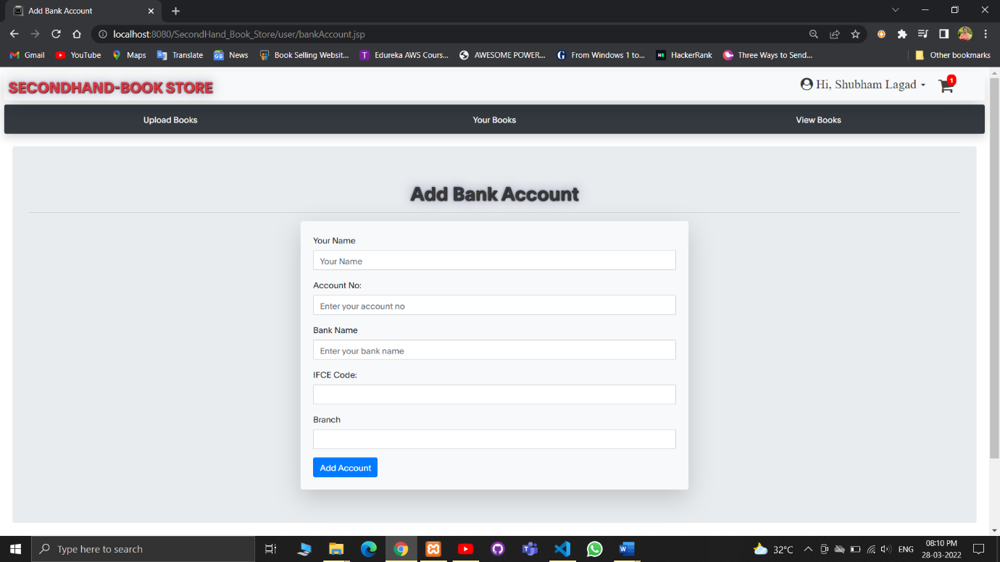 Add Bank Account
localhost:8080/SecondHand_Book_Store/user/bankAccount.jsp
Gmail YouTube Maps Translate News Book Selling Websit... Edureka AWS Cours... AWESOME POWER... From Windows 1 to... HackerRank Three Ways to Send... Other bookmarks
SECONDHAND-BOOK STORE Hi, Shubham Lagad 1
Upload Books Your Books View Books
Add Bank Account
Your Name
Your Name
Account No:
Enter your account no
Bank Name
Enter your bank name
IFCE Code:
Branch
Add Account
Type here to search 32°C ENG 08:10 PM
28-03-2022